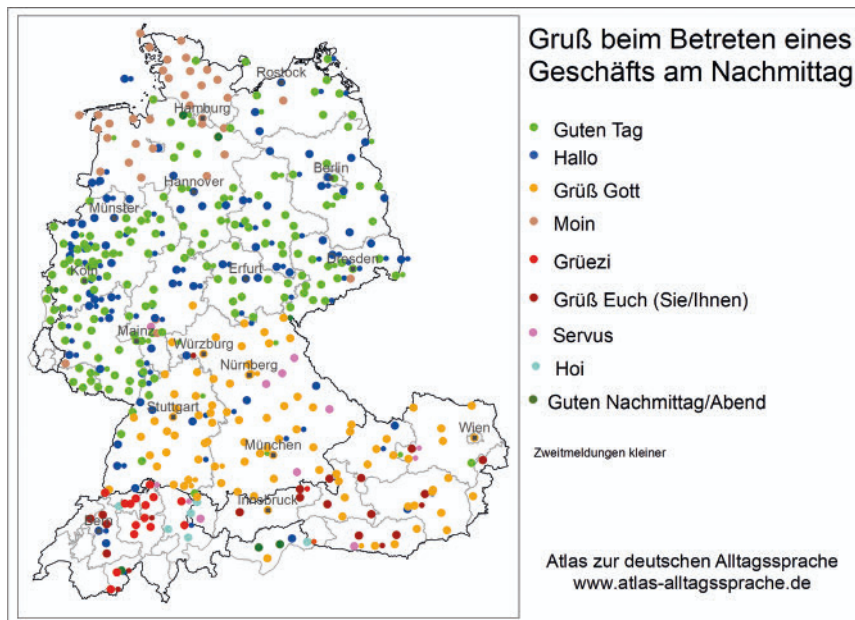 Gruß beim Betreten eines
Geschäfts am Nachmittag
Guten Tag
Hallo
Grüß Gott
Moin
Grüezi
Grüß Euch (Sie/Ihnen)
Servus
Hoi
Guten Nachmittag/Abend
Zweitmeldungen kleiner
Atlas zur deutschen Alltagssprache
www.atlas-alltagssprache.de
Rostock
Hamburg
Berlin
Hannover
Münster
Köln
Erfurt
Dresden
Mainz
Würzburg
Nürnberg
Stuttgart
München
Wien
Innsbruck
Bern